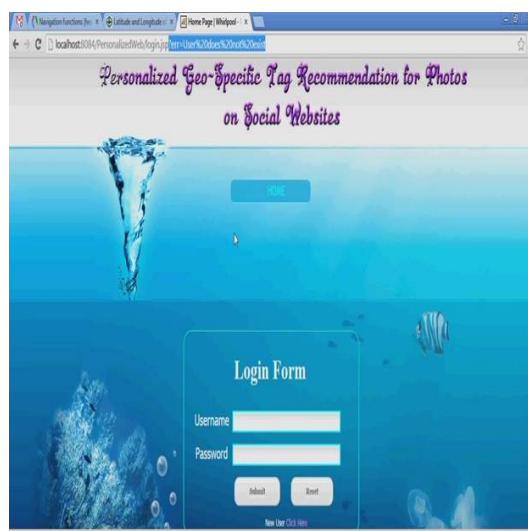 Navigation functions (hea x
Latitude and Longitude of x
Home Page | Whirlpool - x
localhost:8084/PersonalizedWeb/login.jsp?err=User%20does%20not%20exist
Personalized Geo-Specific Tag Recommendation for Photos
on Social Websites
HOME
Login Form
Username
Password
Submit Reset
New User Click Here